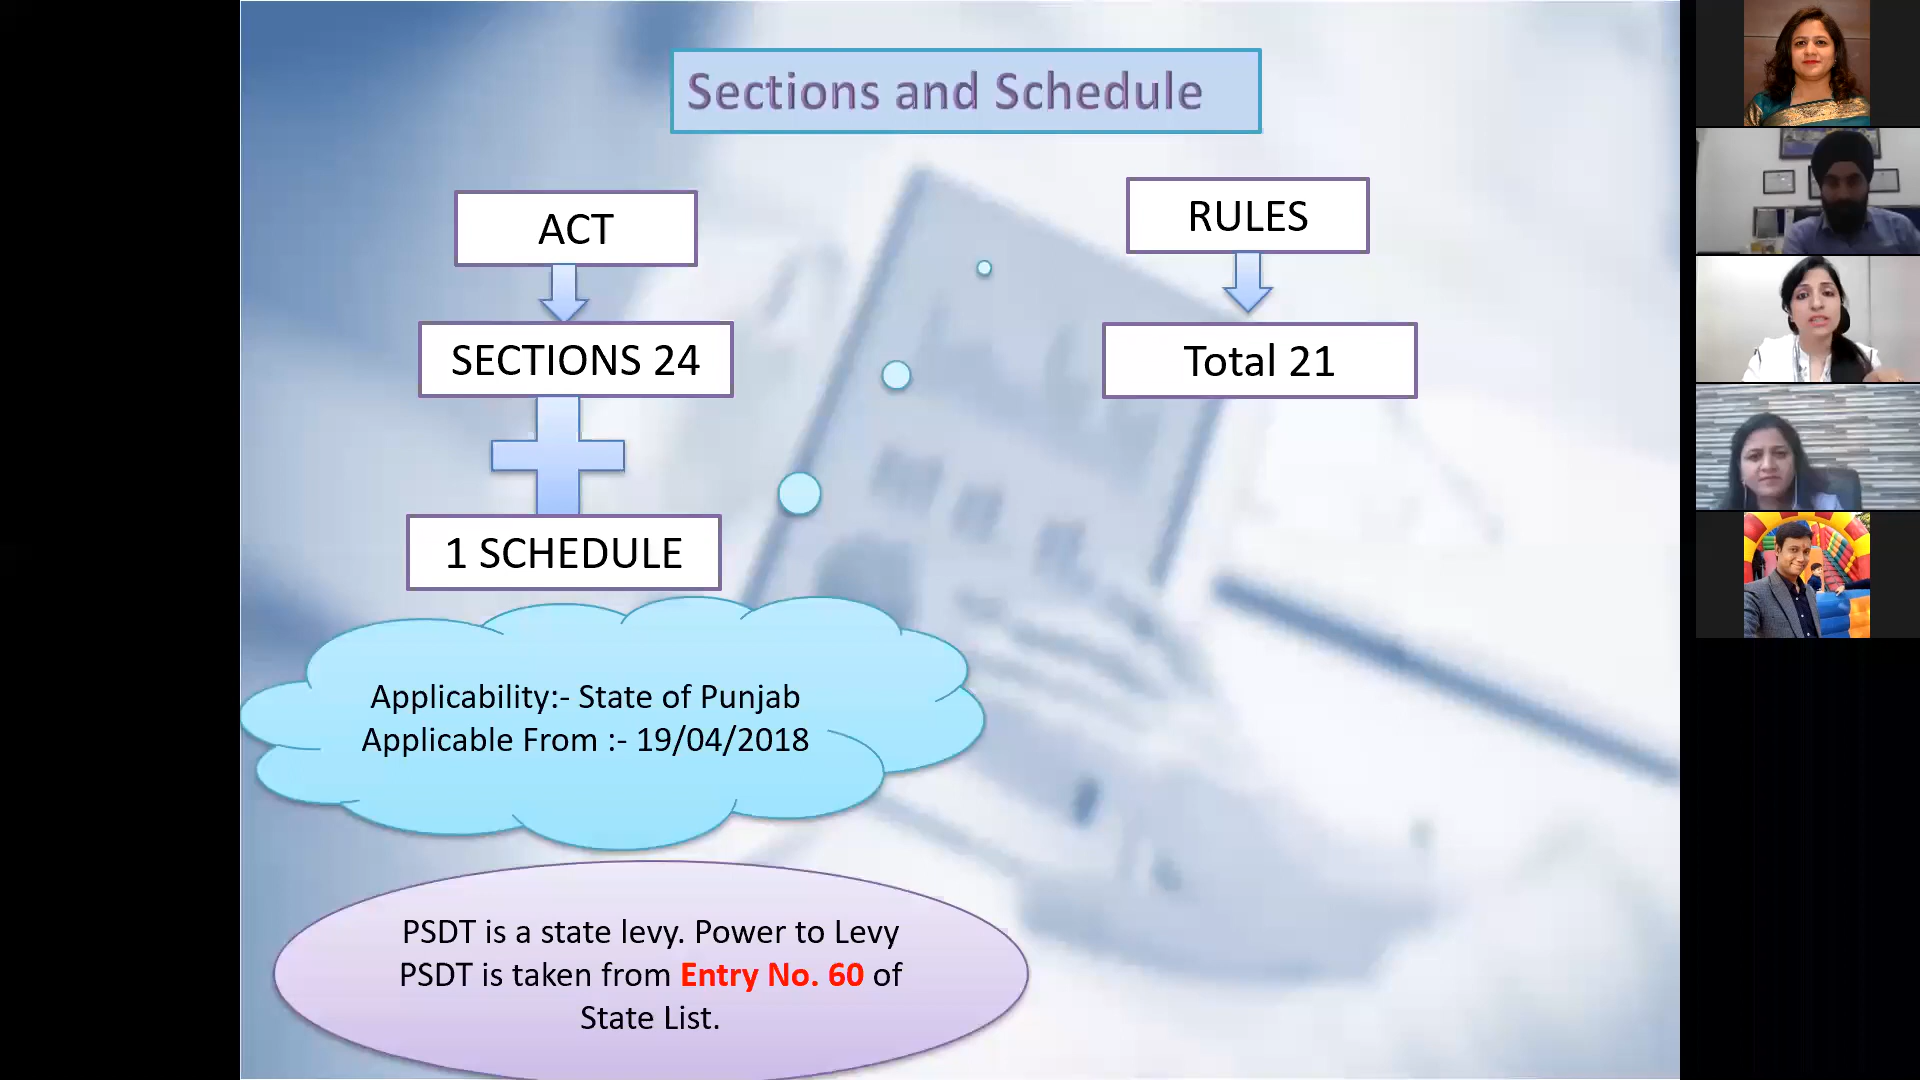 Sections and Schedule
ACT
SECTIONS 24
1 SCHEDULE
RULES
Total 21
Applicability:- State of Punjab
Applicable From :- 19/04/2018
PSDT is a state levy. Power to Levy
PSDT is taken from Entry No. 60 of
State List.